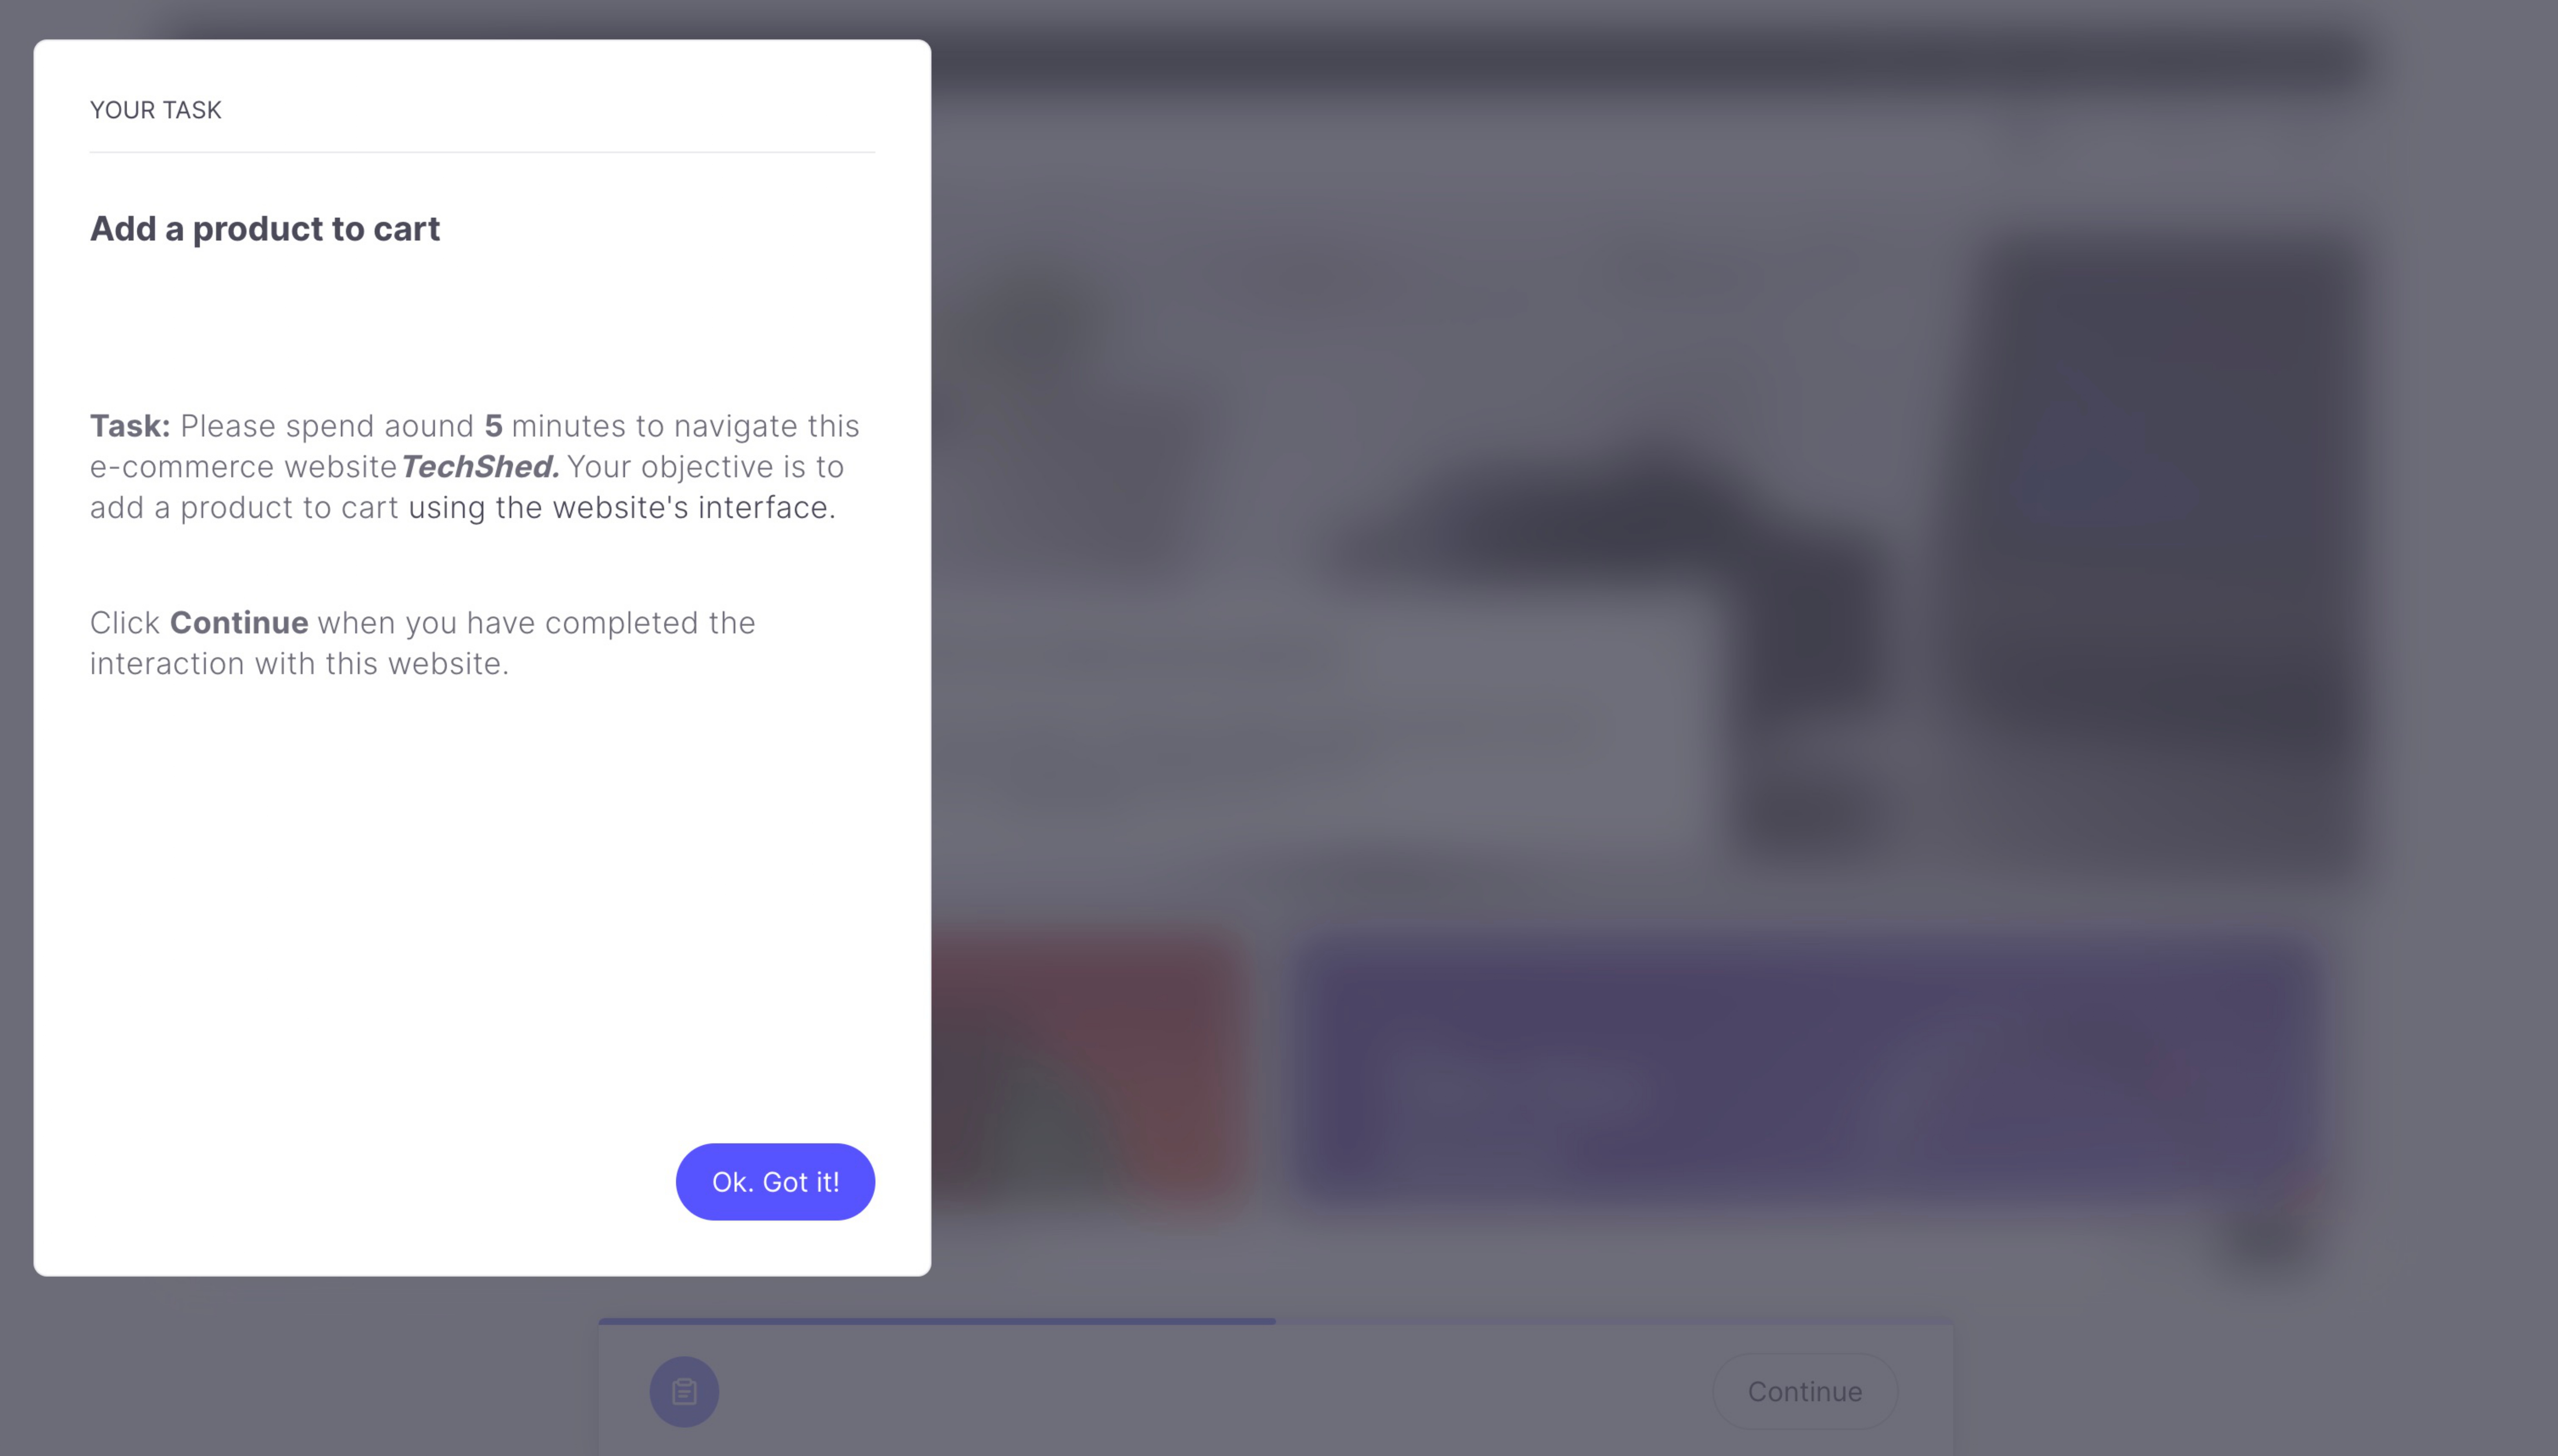 YOUR TASK
Add a product to cart
Task: Please spend aound 5 minutes to navigate this
e-commerce website TechShed. Your objective is to
add a product to cart using the website's interface.
Click Continue when you have completed the
interaction with this website.
Ok. Got it!
Continue